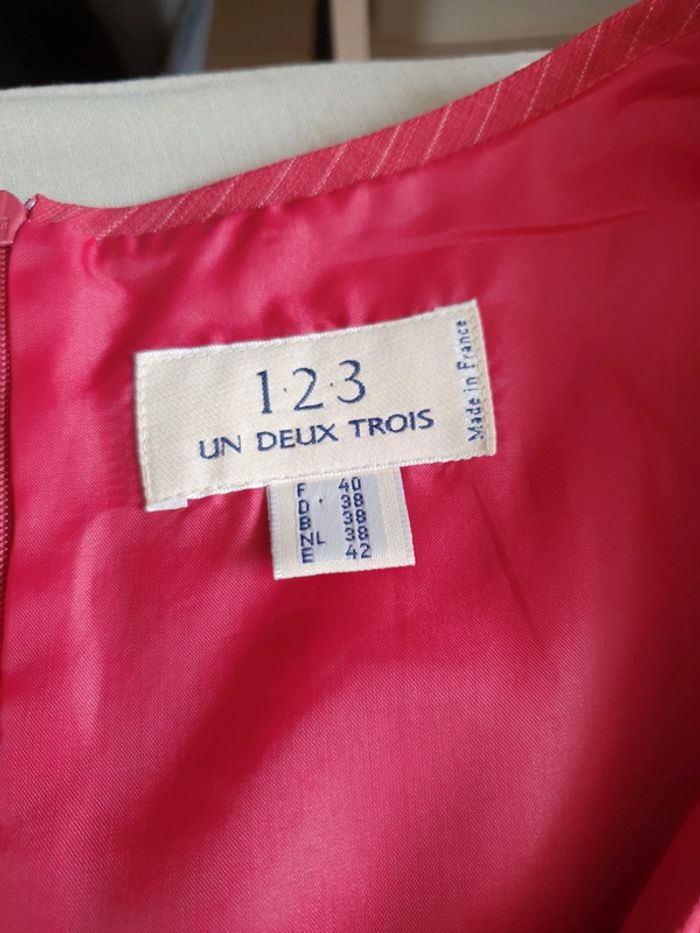 1·2·3
UN DEUX TROIS
Made in France
F 40
D 38
B 38
NL 38
E 42